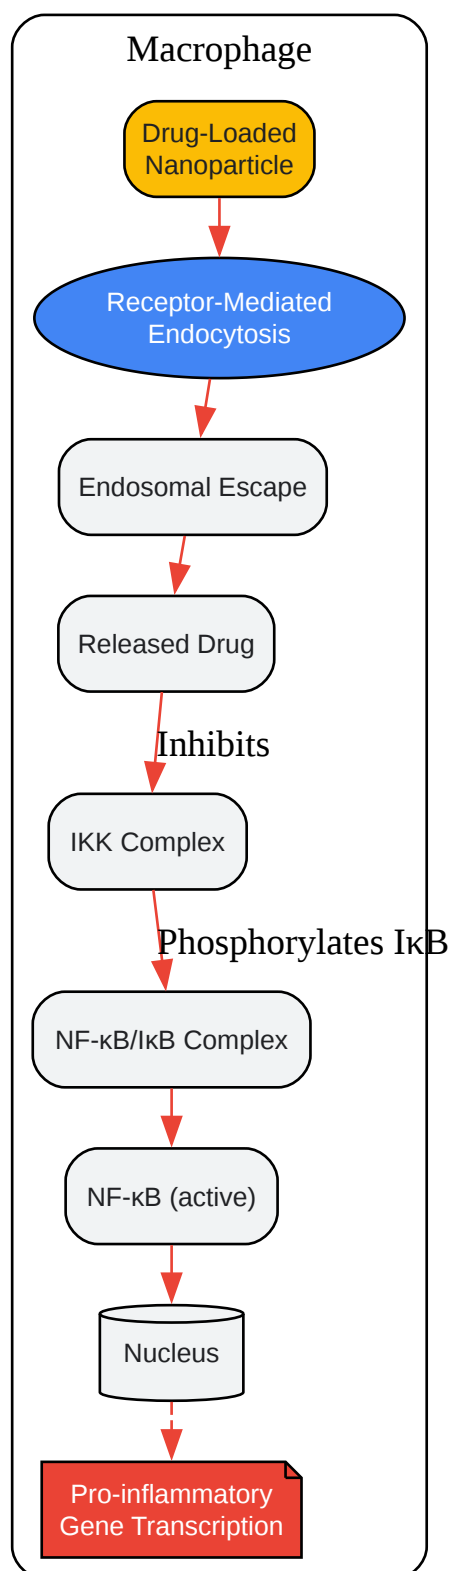 Macrophage
Drug-Loaded
Nanoparticle
Receptor-Mediated
Endocytosis
Endosomal Escape
Released Drug
Inhibits
IKK Complex
Phosphorylates IκB
NF-κB/IκB Complex
NF-κB (active)
Nucleus
Pro-inflammatory
Gene Transcription